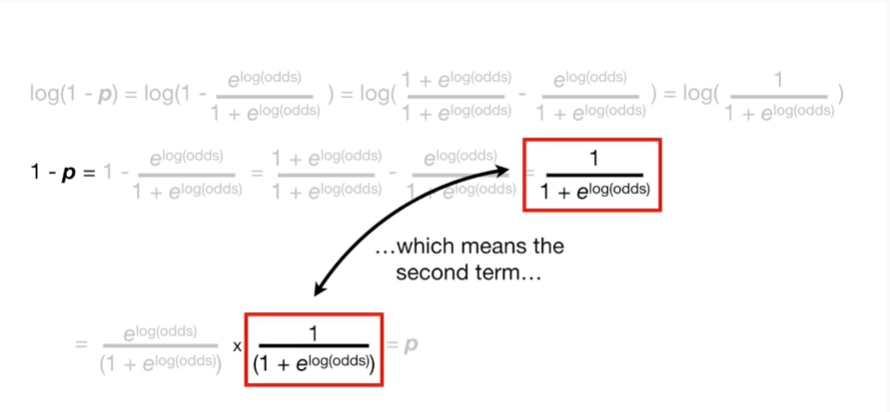 log(1 - p) = log(1 - e^log(odds) / (1 + e^log(odds)) ) = log( (1 + e^log(odds)) / (1 + e^log(odds)) - e^log(odds) / (1 + e^log(odds)) ) = log( 1 / (1 + e^log(odds)) )
1 - p = 1 - e^log(odds) / (1 + e^log(odds)) = (1 + e^log(odds)) / (1 + e^log(odds)) - e^log(odds) / (1 + e^log(odds)) = 1 / (1 + e^log(odds))
…which means the
second term…
= e^log(odds) / (1 + e^log(odds)) x 1 / (1 + e^log(odds)) = p